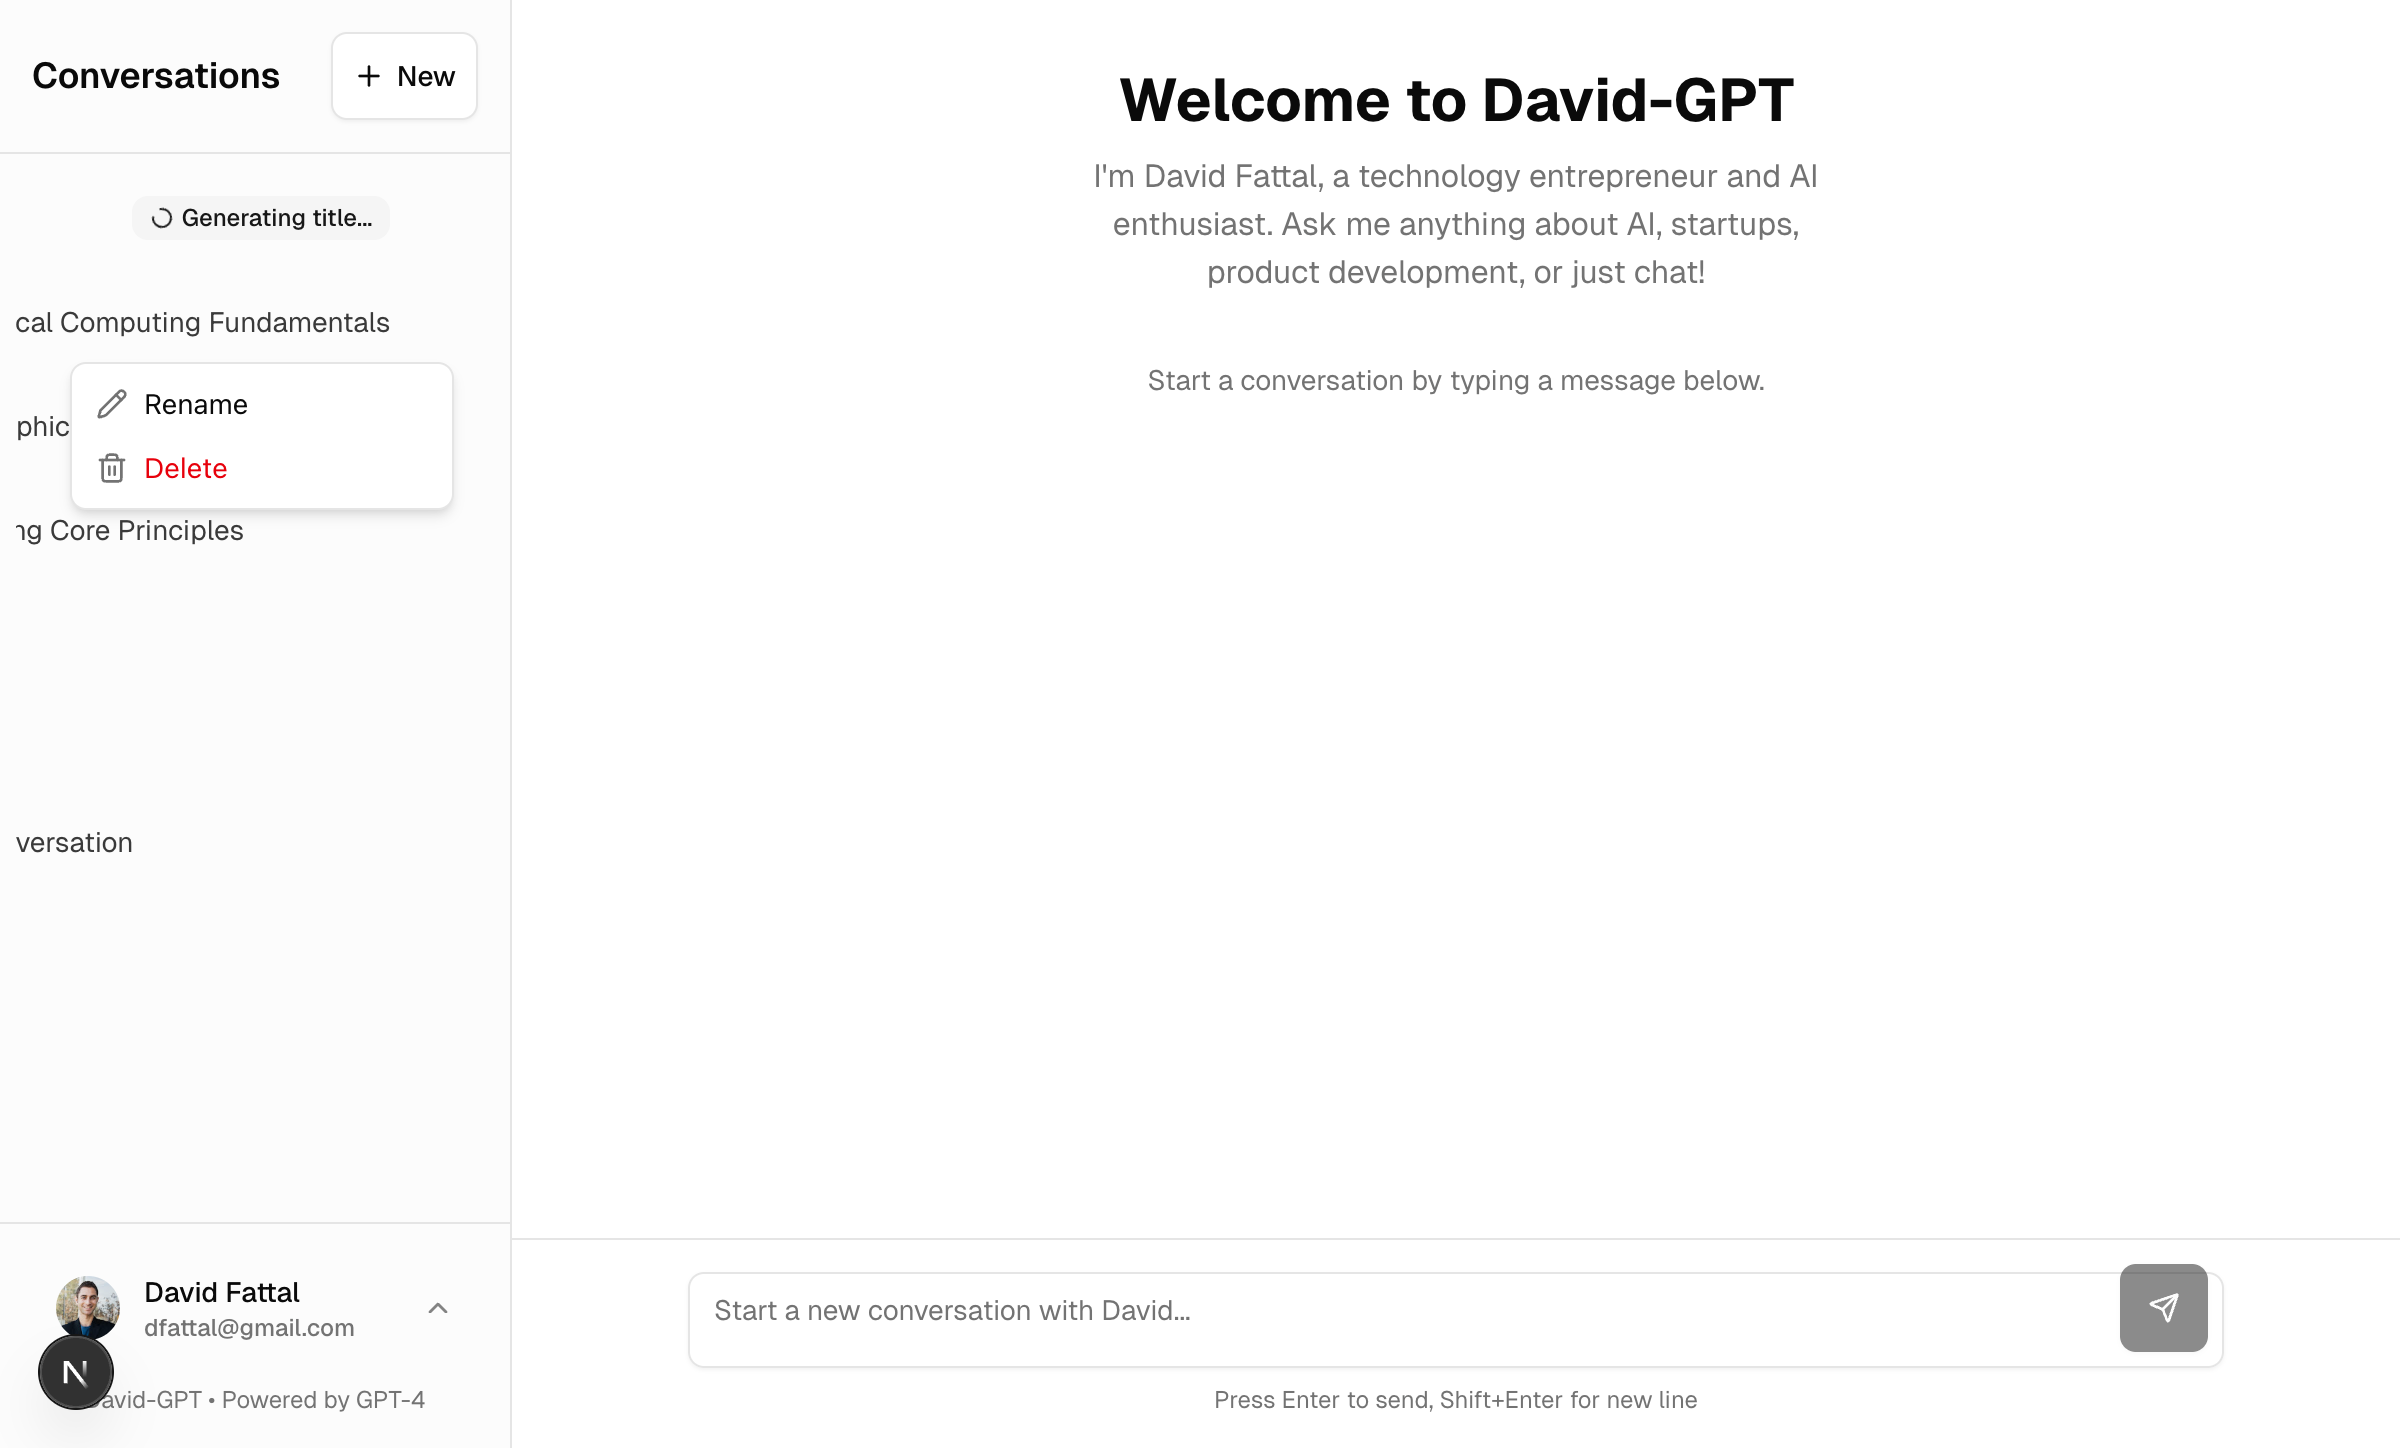 Conversations
+ New
Generating title...
cal Computing Fundamentals
Rename
phic
Delete
ng Core Principles
versation
David Fattal
dfattal@gmail.com
N
avid-GPT • Powered by GPT-4
Welcome to David-GPT
I'm David Fattal, a technology entrepreneur and AI
enthusiast. Ask me anything about AI, startups,
product development, or just chat!
Start a conversation by typing a message below.
Start a new conversation with David...
Press Enter to send, Shift+Enter for new line